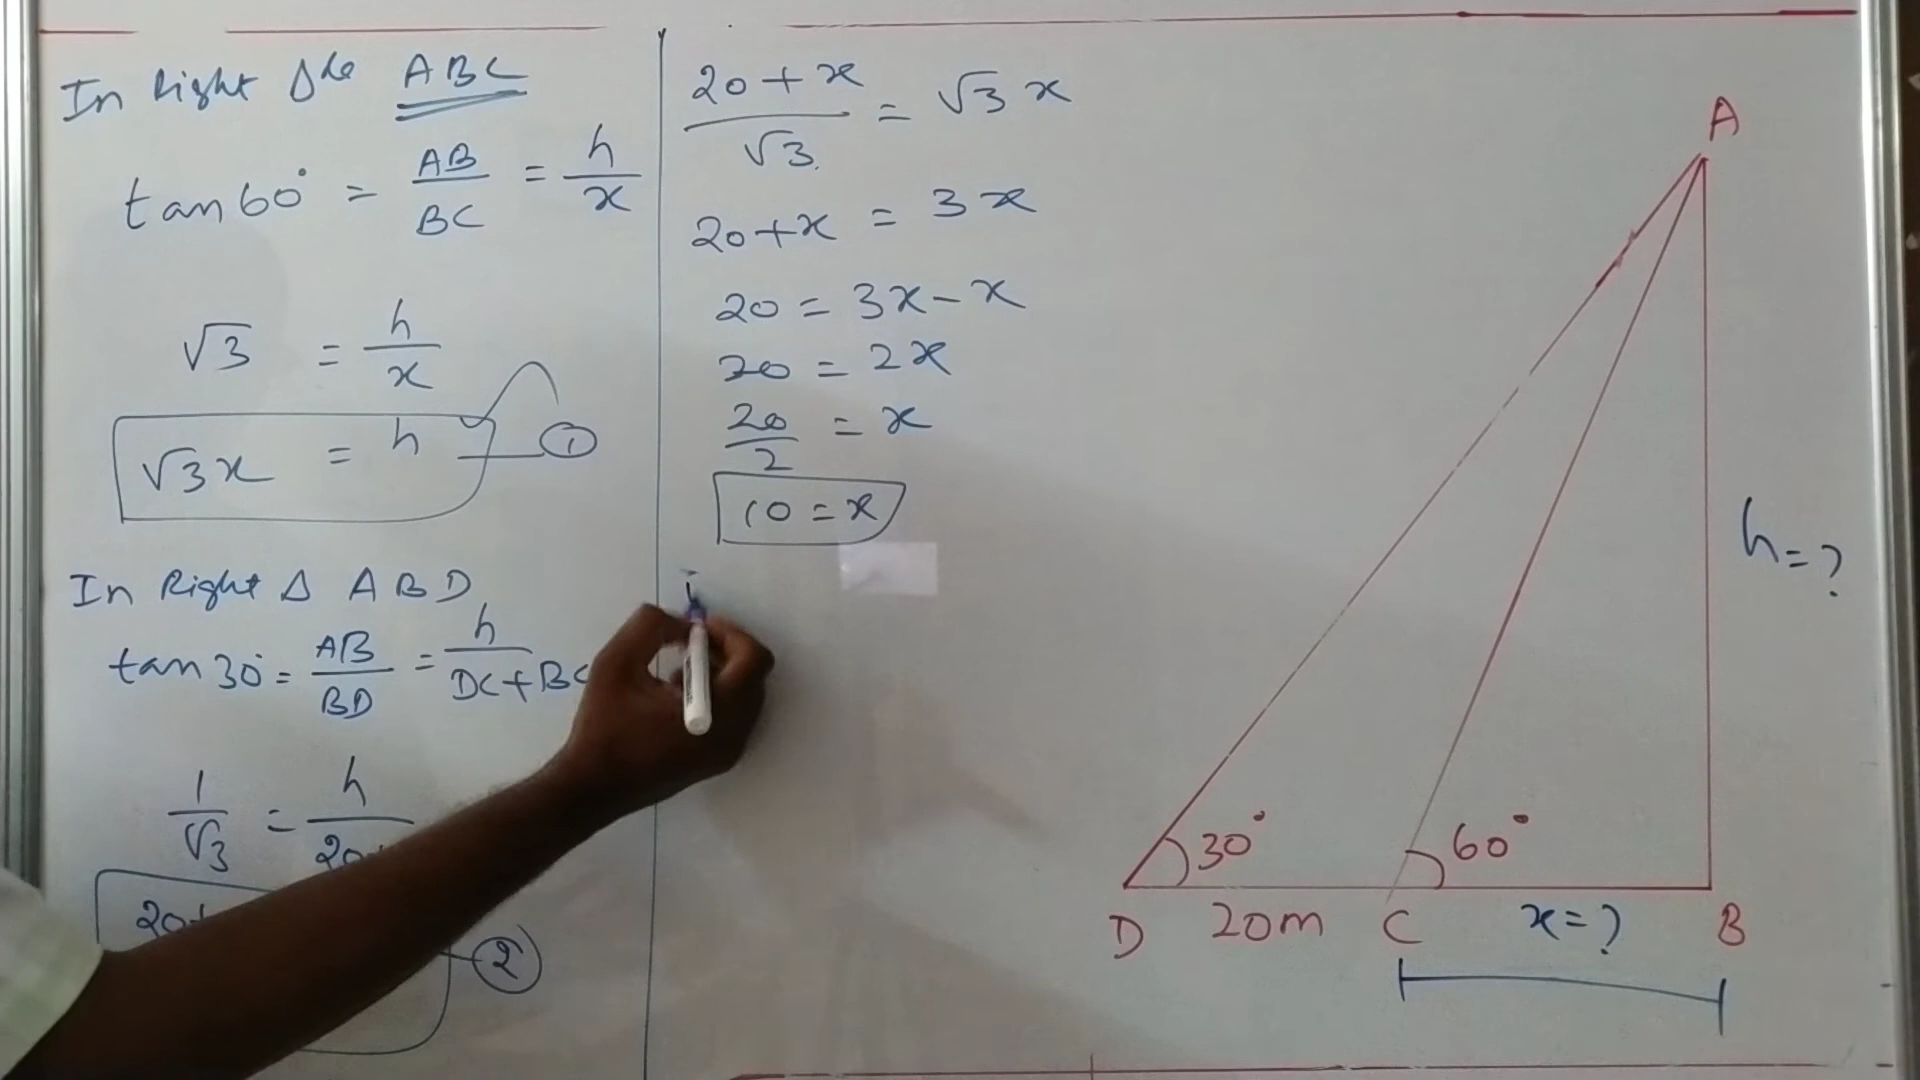 In Right Δle ABC
tan 60° = AB/BC = h/x
√3 = h/x
√3x = h ①
In Right Δ ABD
tan 30° = AB/BD = h/DC+BC
1/√3 = h/20+
20+ ②
20+x/√3 = √3 x
20+x = 3x
20 = 3x-x
20 = 2x
20/2 = x
10 = x
A
h=?
30°
60°
D 20m C x=? B